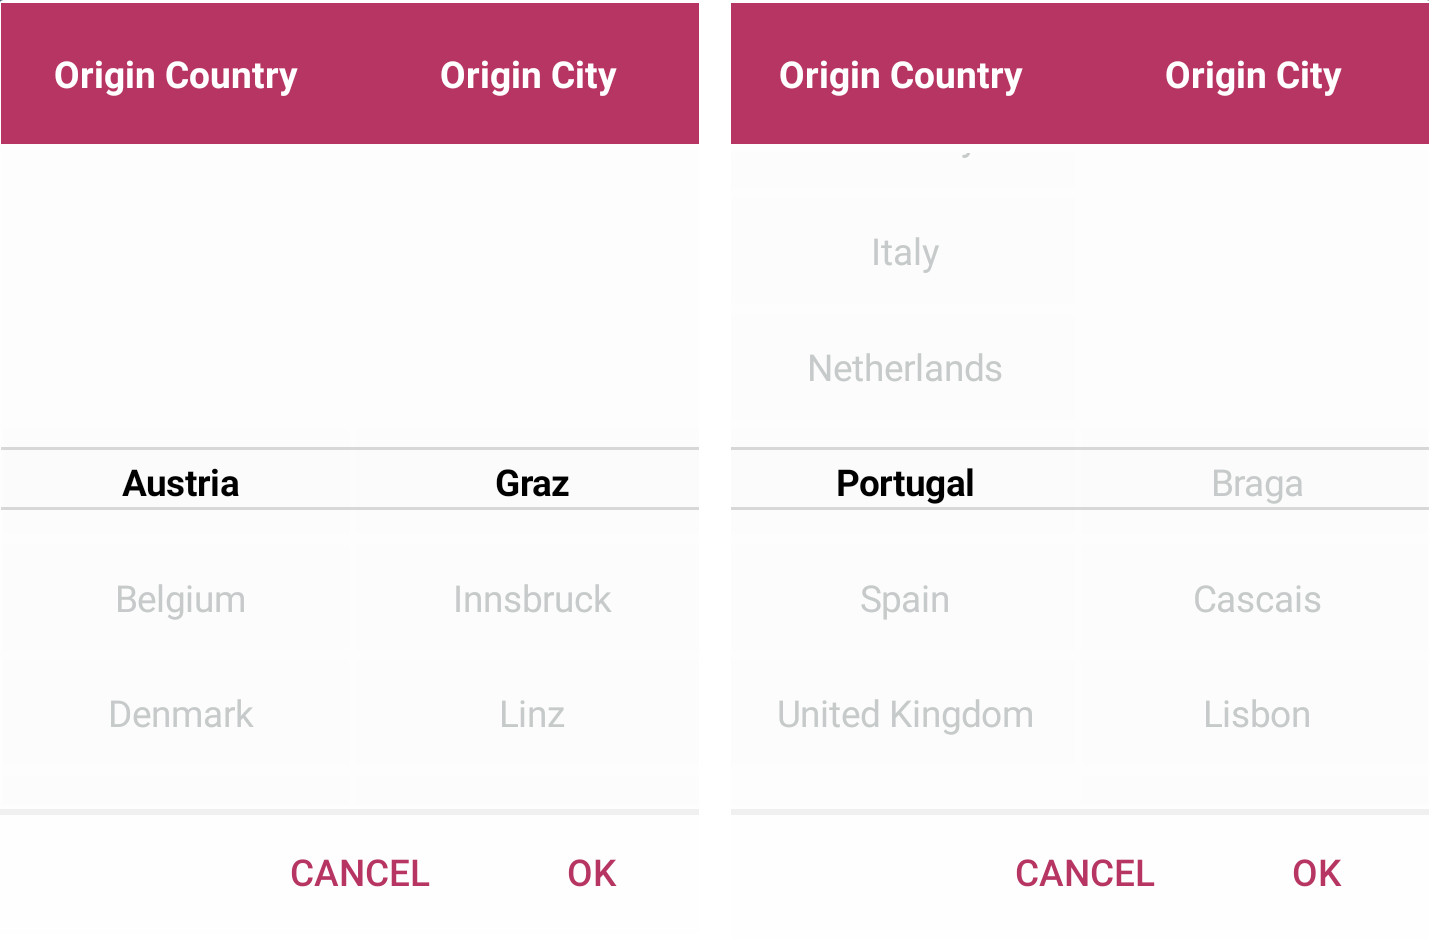 Origin Country Origin City
Austria Graz
Belgium Innsbruck
Denmark Linz
CANCEL OK
Origin Country Origin City
Italy
Netherlands
Portugal Braga
Spain Cascais
United Kingdom Lisbon
CANCEL OK